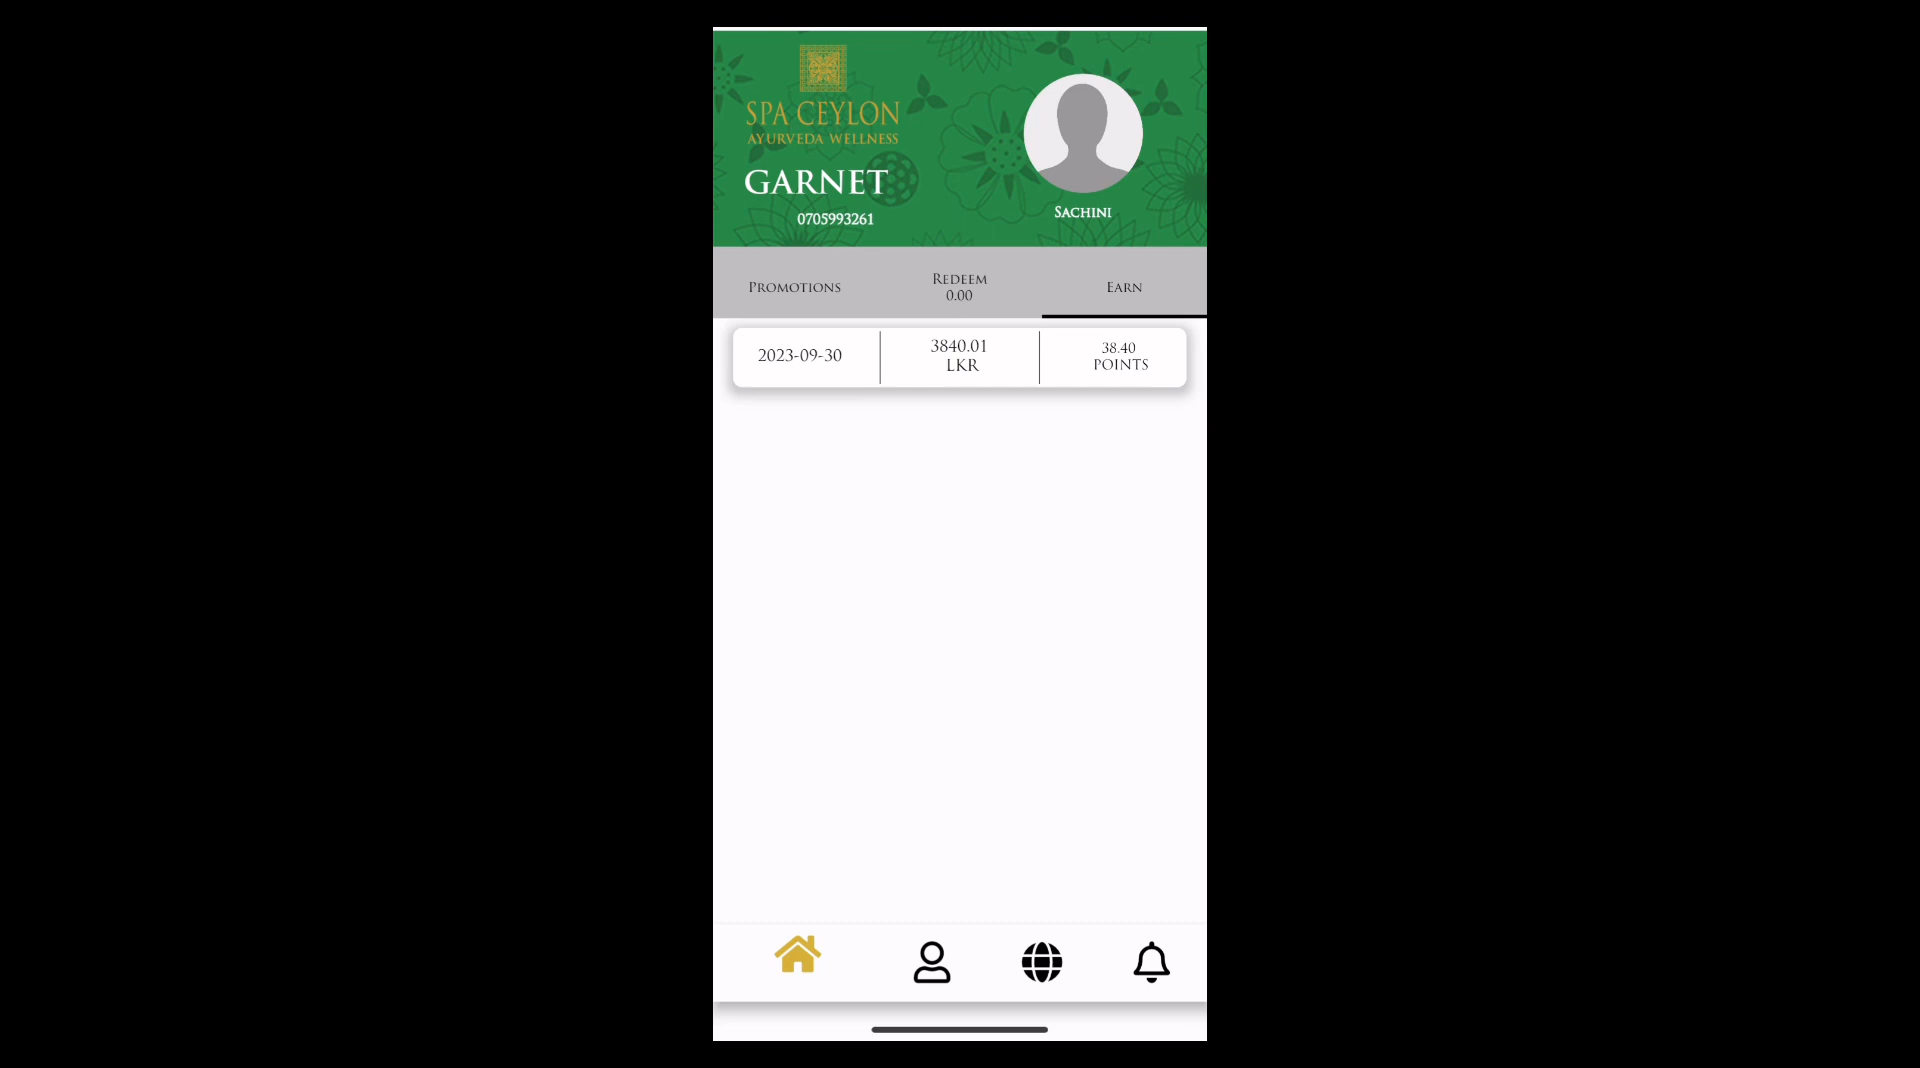 SPA CEYLON
AYURVEDA WELLNESS
GARNET
0705993261
SACHINI
PROMOTIONS
REDEEM
0.00
EARN
2023-09-30
3840.01
LKR
38.40
POINTS